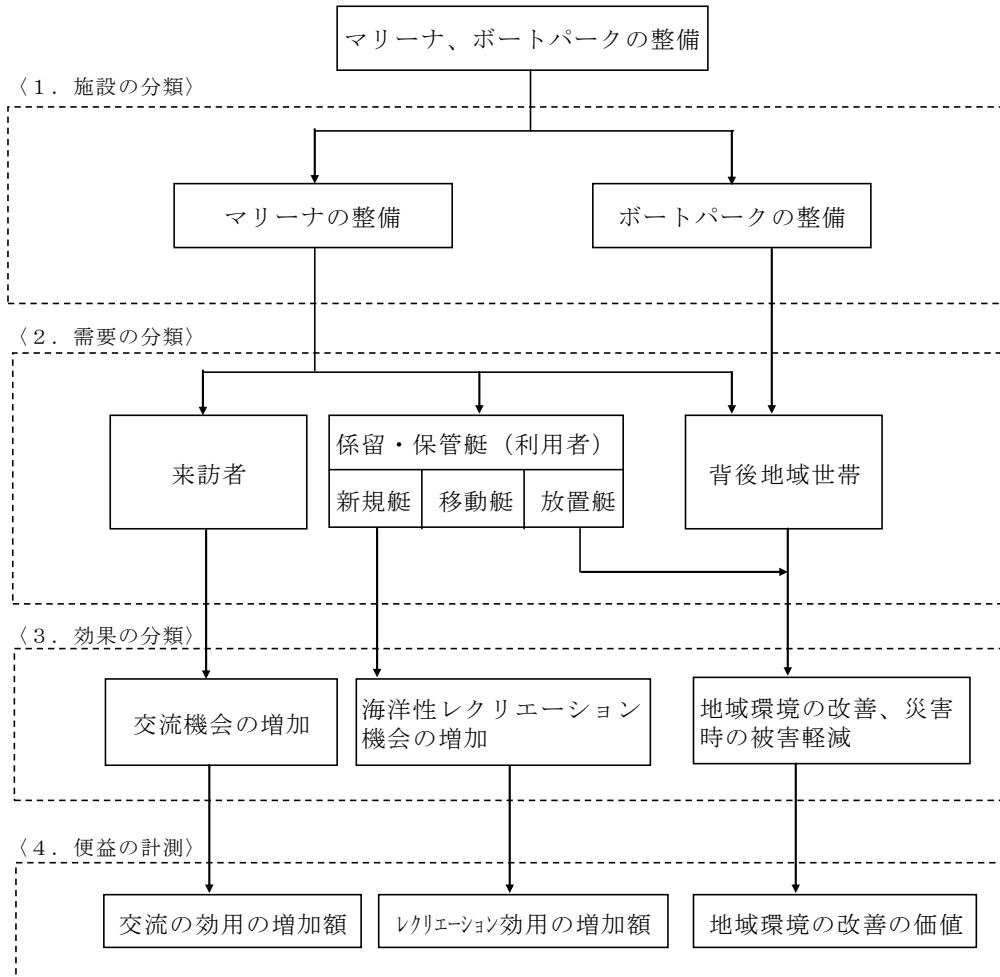 マリーナ、ボートパークの整備
〈１．施設の分類〉
マリーナの整備
ボートパークの整備
〈２．需要の分類〉
来訪者
係留・保管艇（利用者）
新規艇
移動艇
放置艇
背後地域世帯
〈３．効果の分類〉
交流機会の増加
海洋性レクリエーション
機会の増加
地域環境の改善、災害
時の被害軽減
〈４．便益の計測〉
交流の効用の増加額
ﾚｸﾘｴｰｼｮﾝ効用の増加額
地域環境の改善の価値